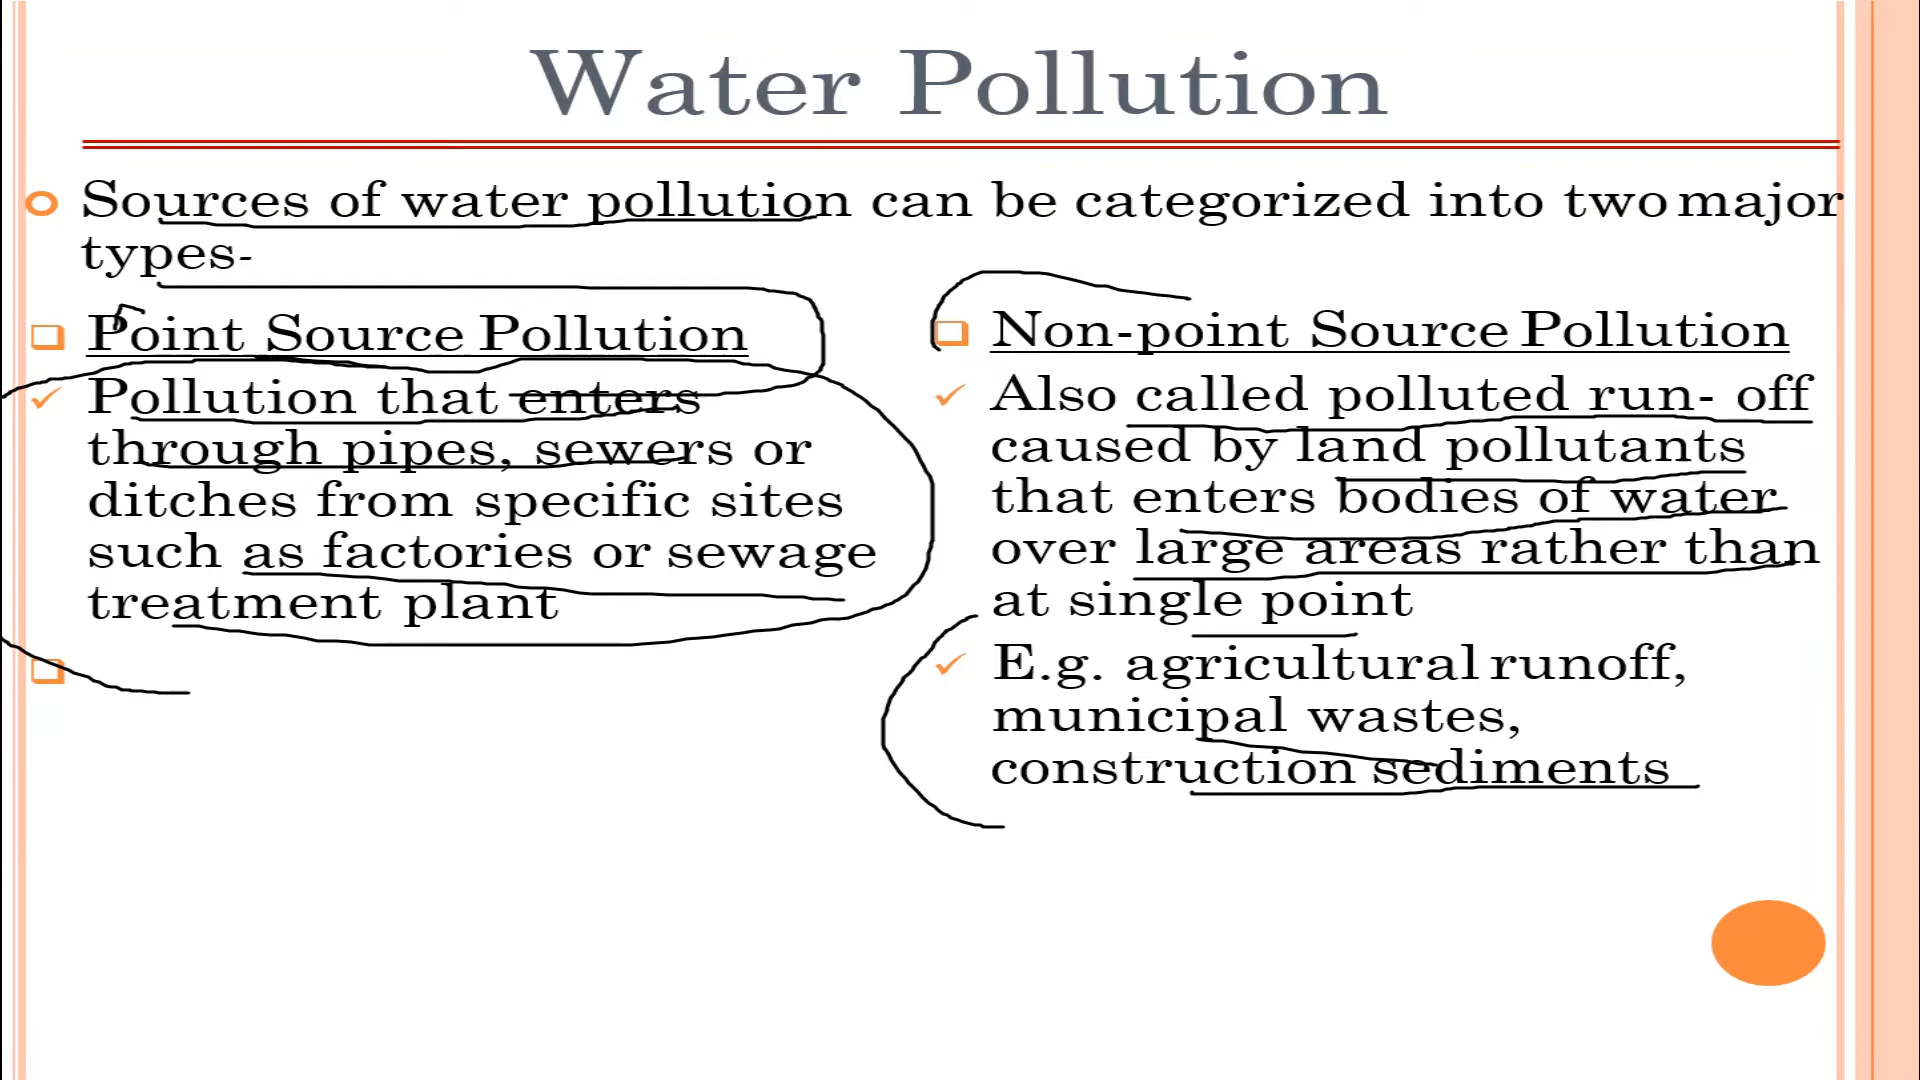 Water Pollution
Sources of water pollution can be categorized into two major
types-
Point Source Pollution
Pollution that enters
through pipes, sewers or
ditches from specific sites
such as factories or sewage
treatment plant
Non-point Source Pollution
Also called polluted run- off
caused by land pollutants
that enters bodies of water
over large areas rather than
at single point
E.g. agricultural runoff,
municipal wastes,
construction sediments